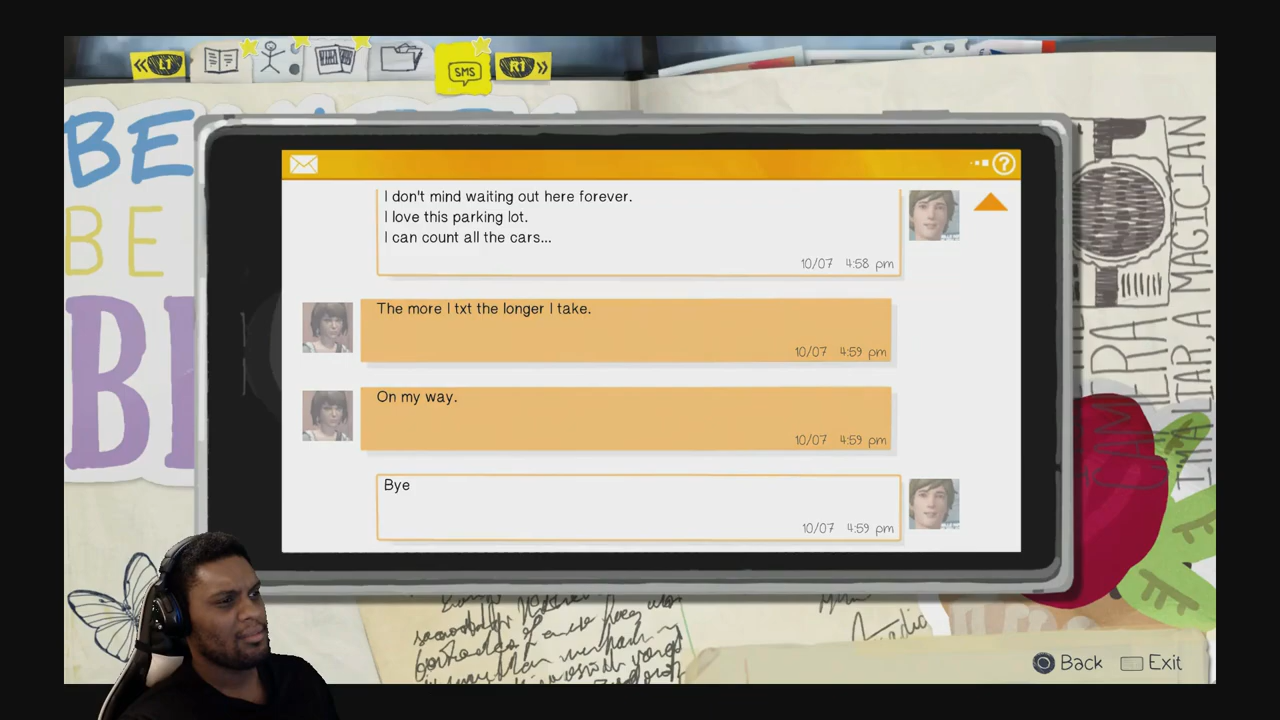 LT
SMS
R1
BE
BE
I don't mind waiting out here forever.
I love this parking lot.
I can count all the cars...
10/07 4:58 pm
The more I txt the longer I take.
10/07 4:59 pm
On my way.
10/07 4:59 pm
Bye
10/07 4:59 pm
CAMERA
A MAGICIAN
Back
Exit